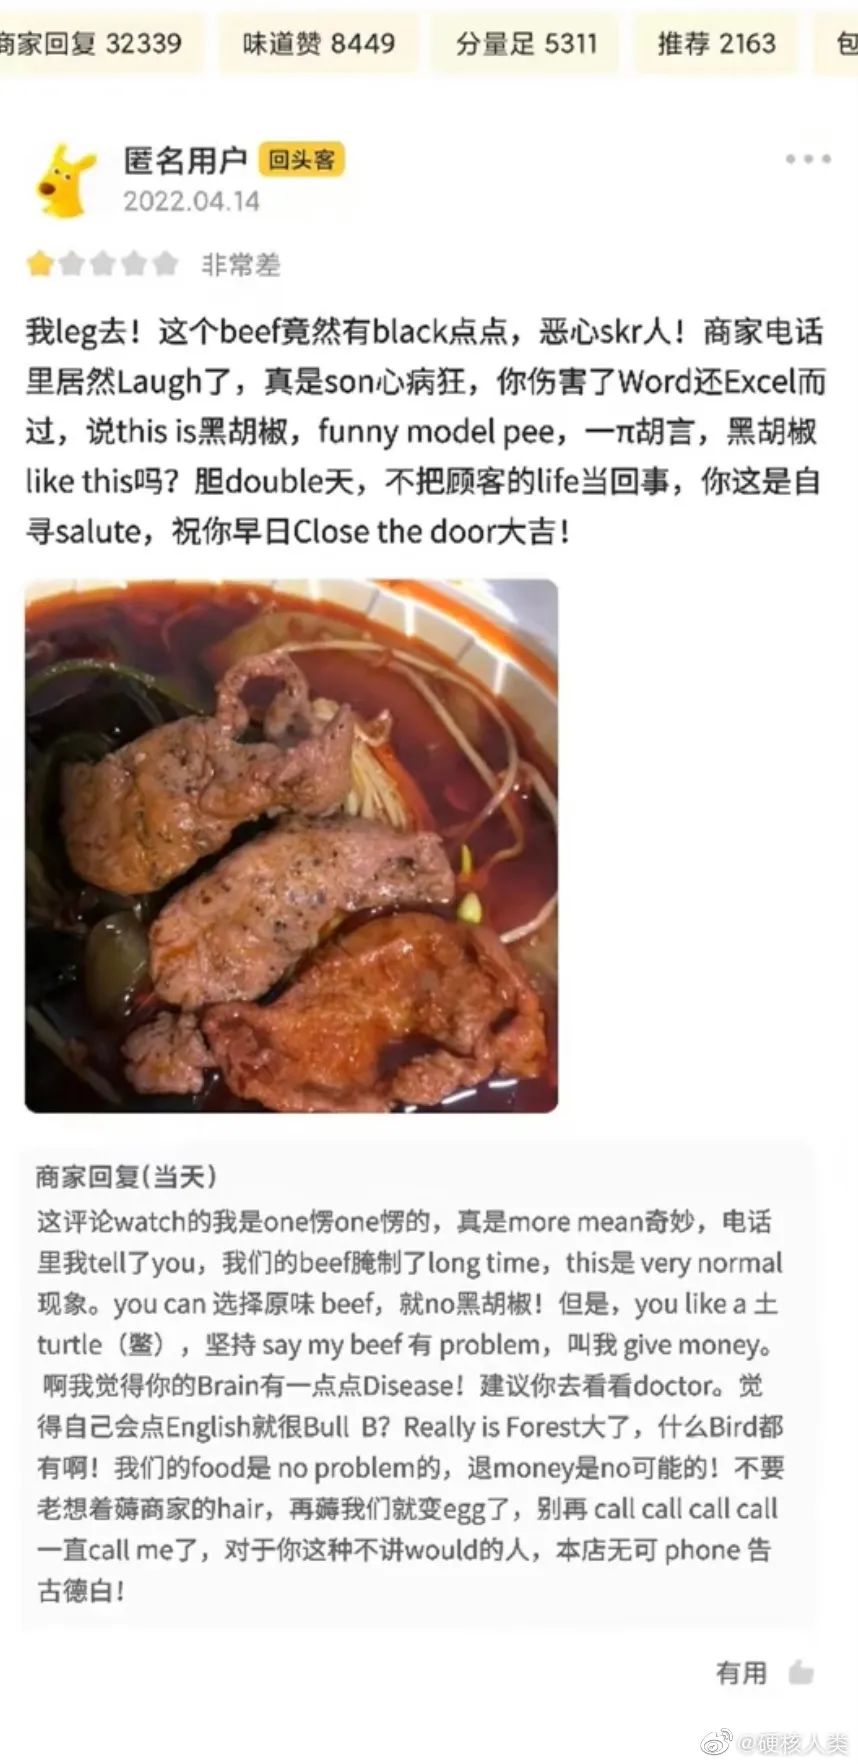 商家回复 32339 味道赞 8449 分量足 5311 推荐 2163 包
匿名用户 回头客
2022.04.14
非常差
我leg去！这个beef竟然有black点点，恶心skr人！商家电话
里居然Laugh了，真是son心病狂，你伤害了Word还Excel而
过，说this is黑胡椒，funny model pee，一π胡言，黑胡椒
like this吗？胆double天，不把顾客的life当回事，你这是自
寻salute，祝你早日Close the door大吉！
商家回复(当天)
这评论watch的我是one愣one愣的，真是more mean奇妙，电话
里我tell了you，我们的beef腌制了long time，this是 very normal
现象。you can 选择原味 beef，就no黑胡椒！但是，you like a 土
turtle（鳖），坚持 say my beef 有 problem，叫我 give money。
啊我觉得你的Brain有一点点Disease！建议你去看看doctor。觉
得自己会点English就很Bull B？Really is Forest大了，什么Bird都
有啊！我们的food是 no problem的，退money是no可能的！不要
老想着薅商家的hair，再薅我们就变egg了，别再 call call call call
一直call me了，对于你这种不讲would的人，本店无可 phone 告
古德白！
有用
@硬核人类